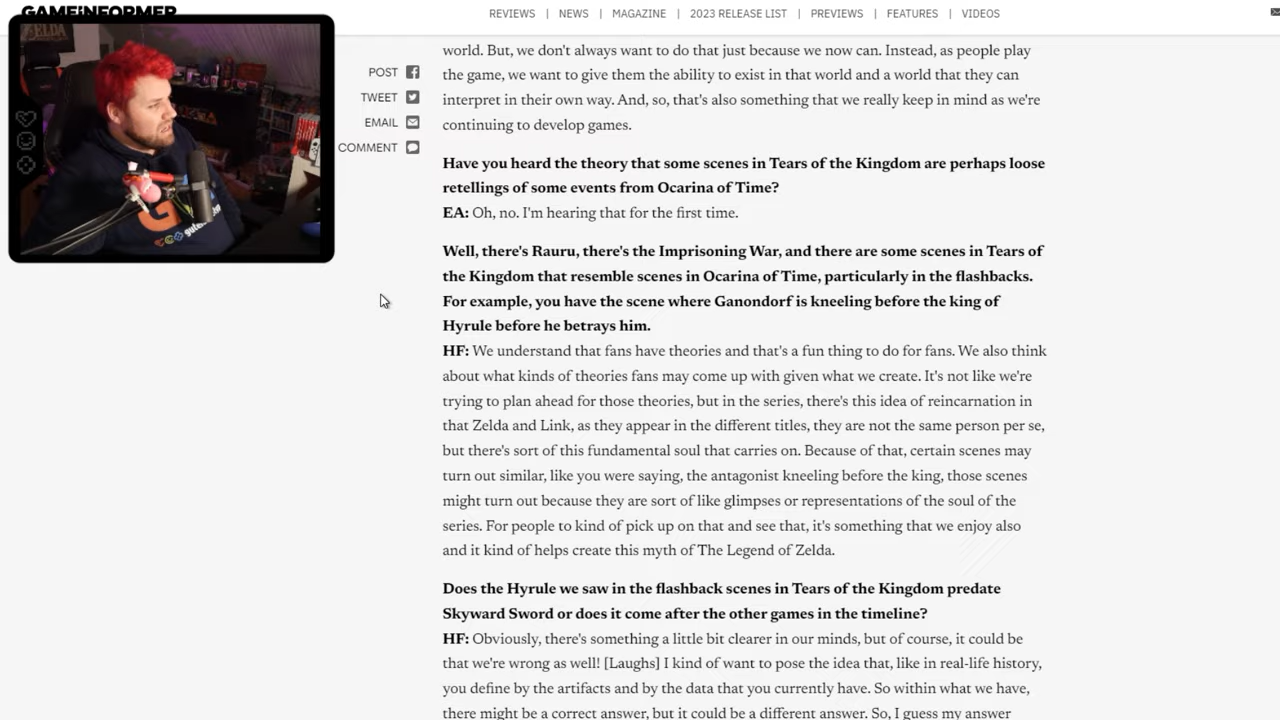 GAMEINFORMER
REVIEWS | NEWS | MAGAZINE | 2023 RELEASE LIST | PREVIEWS | FEATURES | VIDEOS
ZELDA
POST
TWEET
EMAIL
COMMENT
world. But, we don't always want to do that just because we now can. Instead, as people play
the game, we want to give them the ability to exist in that world and a world that they can
interpret in their own way. And, so, that's also something that we really keep in mind as we're
continuing to develop games.
Have you heard the theory that some scenes in Tears of the Kingdom are perhaps loose
retellings of some events from Ocarina of Time?
EA: Oh, no. I'm hearing that for the first time.
Well, there's Rauru, there's the Imprisoning War, and there are some scenes in Tears of
the Kingdom that resemble scenes in Ocarina of Time, particularly in the flashbacks.
For example, you have the scene where Ganondorf is kneeling before the king of
Hyrule before he betrays him.
HF: We understand that fans have theories and that's a fun thing to do for fans. We also think
about what kinds of theories fans may come up with given what we create. It's not like we're
trying to plan ahead for those theories, but in the series, there's this idea of reincarnation in
that Zelda and Link, as they appear in the different titles, they are not the same person per se,
but there's sort of this fundamental soul that carries on. Because of that, certain scenes may
turn out similar, like you were saying, the antagonist kneeling before the king, those scenes
might turn out because they are sort of like glimpses or representations of the soul of the
series. For people to kind of pick up on that and see that, it's something that we enjoy also
and it kind of helps create this myth of The Legend of Zelda.
Does the Hyrule we saw in the flashback scenes in Tears of the Kingdom predate
Skyward Sword or does it come after the other games in the timeline?
HF: Obviously, there's something a little bit clearer in our minds, but of course, it could be
that we're wrong as well! [Laughs] I kind of want to pose the idea that, like in real-life history,
you define by the artifacts and by the data that you currently have. So within what we have,
there might be a correct answer, but it could be a different answer. So, I guess my answer